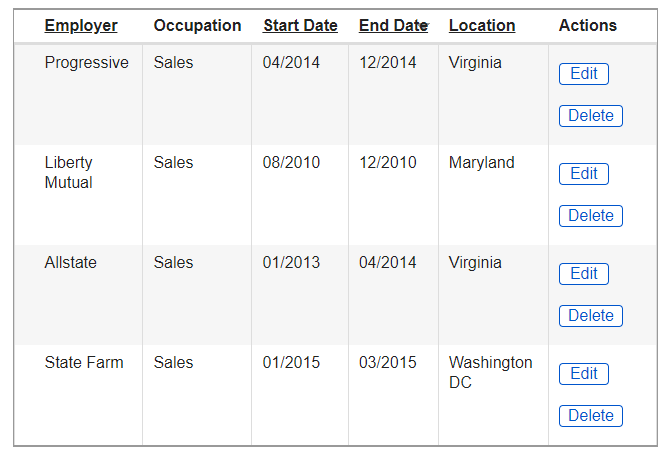 Employer Occupation Start Date End Date Location Actions
Progressive Sales 04/2014 12/2014 Virginia Edit
Delete
Liberty Sales 08/2010 12/2010 Maryland Edit
Mutual
Delete
Allstate Sales 01/2013 04/2014 Virginia Edit
Delete
State Farm Sales 01/2015 03/2015 Washington Edit
DC
Delete